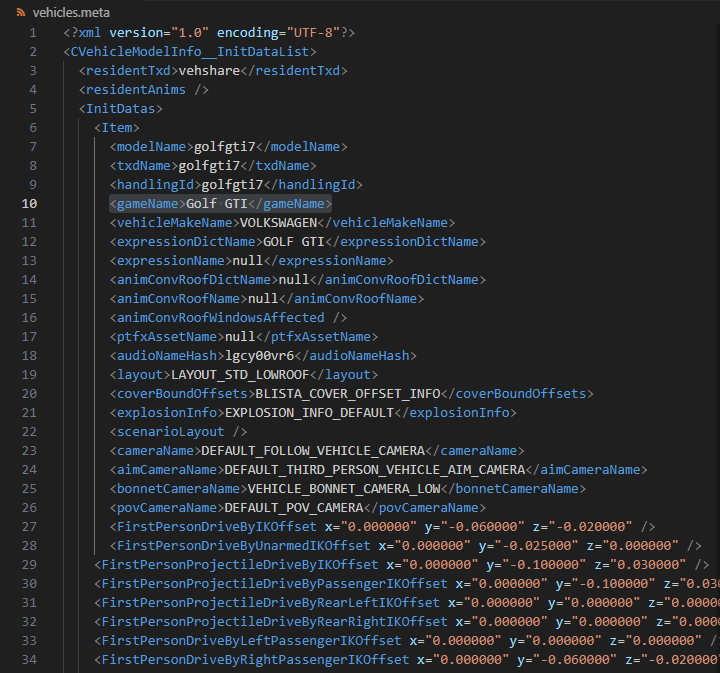 vehicles.meta
1 <?xml version="1.0" encoding="UTF-8"?>
2 <CVehicleModelInfo__InitDataList>
3 <residentTxd>vehshare</residentTxd>
4 <residentAnims />
5 <InitDatas>
6 <Item>
7 <modelName>golfgti7</modelName>
8 <txdName>golfgti7</txdName>
9 <handlingId>golfgti7</handlingId>
10 <gameName>Golf GTI</gameName>
11 <vehicleMakeName>VOLKSWAGEN</vehicleMakeName>
12 <expressionDictName>GOLF GTI</expressionDictName>
13 <expressionName>null</expressionName>
14 <animConvRoofDictName>null</animConvRoofDictName>
15 <animConvRoofName>null</animConvRoofName>
16 <animConvRoofWindowsAffected />
17 <ptfxAssetName>null</ptfxAssetName>
18 <audioNameHash>lgcy00vr6</audioNameHash>
19 <layout>LAYOUT_STD_LOWROOF</layout>
20 <coverBoundOffsets>BLISTA_COVER_OFFSET_INFO</coverBoundOffsets>
21 <explosionInfo>EXPLOSION_INFO_DEFAULT</explosionInfo>
22 <scenarioLayout />
23 <cameraName>DEFAULT_FOLLOW_VEHICLE_CAMERA</cameraName>
24 <aimCameraName>DEFAULT_THIRD_PERSON_VEHICLE_AIM_CAMERA</aimCameraName>
25 <bonnetCameraName>VEHICLE_BONNET_CAMERA_LOW</bonnetCameraName>
26 <povCameraName>DEFAULT_POV_CAMERA</povCameraName>
27 <FirstPersonDriveByIKOffset x="0.000000" y="-0.060000" z="-0.020000" />
28 <FirstPersonDriveByUnarmedIKOffset x="0.000000" y="-0.025000" z="0.000000" />
29 <FirstPersonProjectileDriveByIKOffset x="0.000000" y="-0.100000" z="0.030000" />
30 <FirstPersonProjectileDriveByPassengerIKOffset x="0.000000" y="-0.100000" z="0.03
31 <FirstPersonProjectileDriveByRearLeftIKOffset x="0.000000" y="0.000000" z="0.0000
32 <FirstPersonProjectileDriveByRearRightIKOffset x="0.000000" y="0.000000" z="0.000
33 <FirstPersonDriveByLeftPassengerIKOffset x="0.000000" y="0.000000" z="0.000000" /
34 <FirstPersonDriveByRightPassengerIKOffset x="0.000000" y="-0.060000" z="-0.020000"